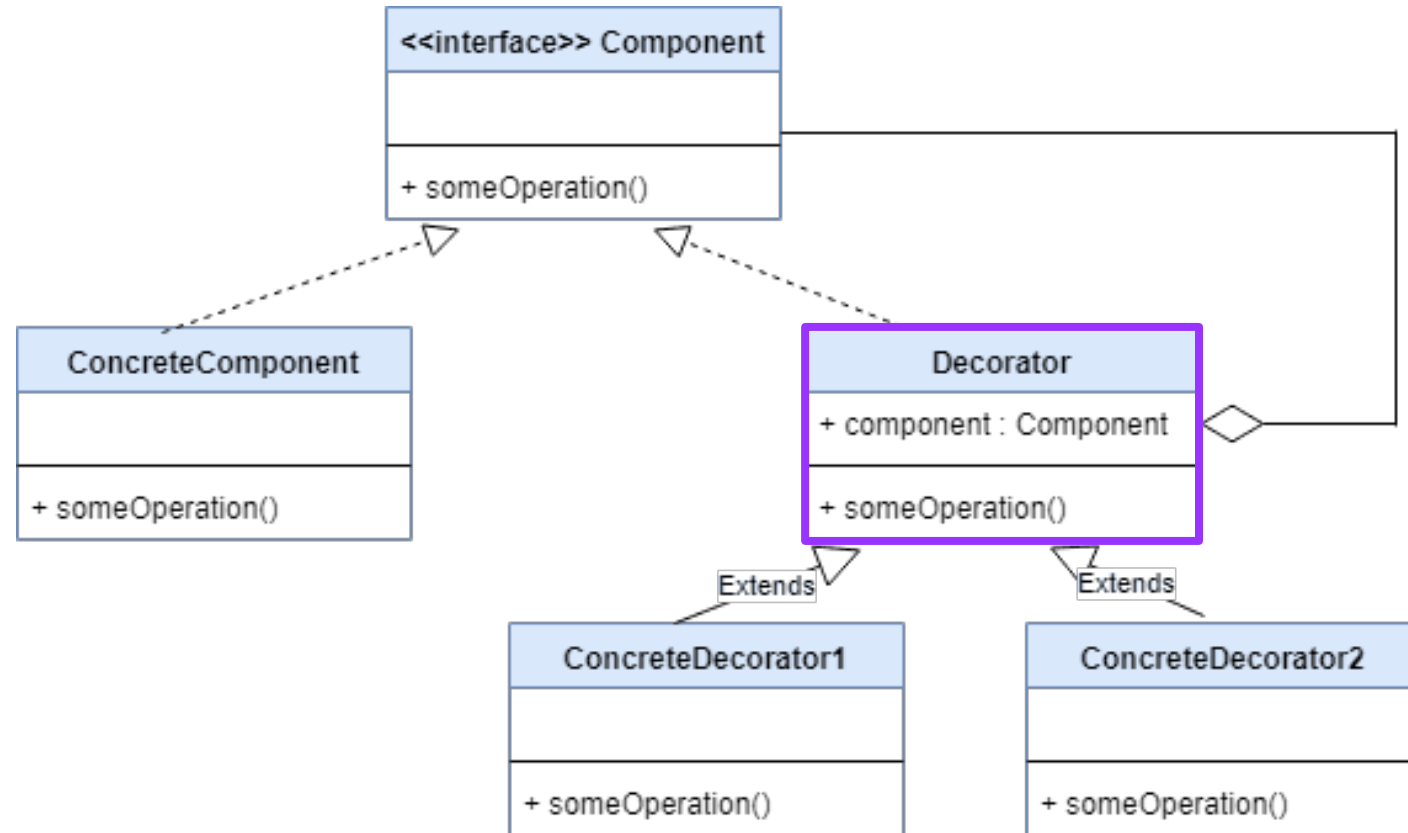 <<interface>> Component
+ someOperation()
ConcreteComponent
+ someOperation()
Decorator
+ component : Component
+ someOperation()
Extends
Extends
ConcreteDecorator1
+ someOperation()
ConcreteDecorator2
+ someOperation()